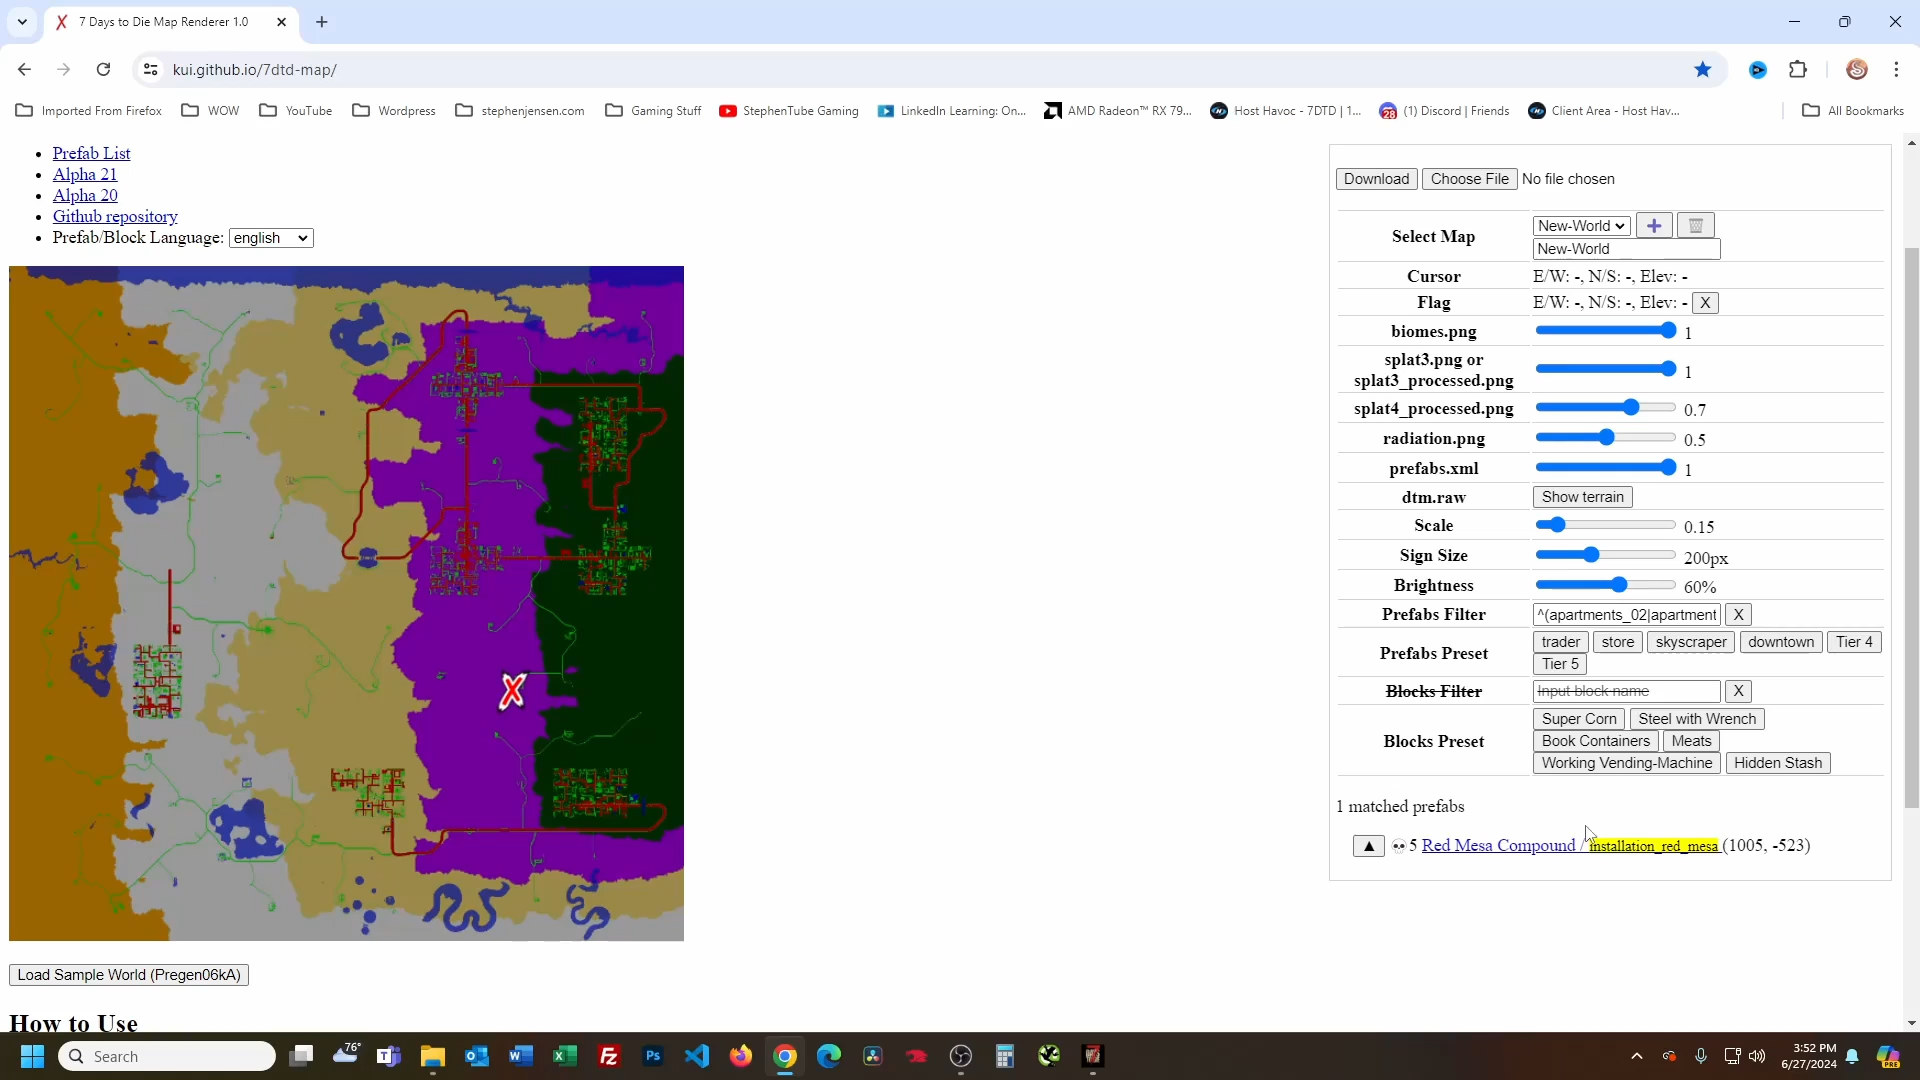 7 Days to Die Map Renderer 1.0
kui.github.io/7dtd-map/
Imported From Firefox
WOW
YouTube
Wordpress
stephenjensen.com
Gaming Stuff
StephenTube Gaming
LinkedIn Learning: On...
AMD Radeon™ RX 79...
Host Havoc - 7DTD | 1...
28
(1) Discord | Friends
Client Area - Host Hav...
All Bookmarks
Prefab List
Alpha 21
Alpha 20
Github repository
Prefab/Block Language: english
X
Load Sample World (Pregen06kA)
How to Use
Download Choose File No file chosen
Select Map New-World +
New-World
Cursor E/W: -, N/S: -, Elev: -
Flag E/W: -, N/S: -, Elev: - X
biomes.png 1
splat3.png or
splat3_processed.png 1
splat4_processed.png 0.7
radiation.png 0.5
prefabs.xml 1
dtm.raw Show terrain
Scale 0.15
Sign Size 200px
Brightness 60%
Prefabs Filter ^(apartments_02|apartment X
Prefabs Preset trader store skyscraper downtown Tier 4
Tier 5
Blocks Filter Input block name X
Blocks Preset Super Corn Steel with Wrench
Book Containers Meats
Working Vending-Machine Hidden Stash
1 matched prefabs
▲ 💀 5 Red Mesa Compound / installation_red_mesa (1005, -523)
Search
76°
3:52 PM
6/27/2024
PRE